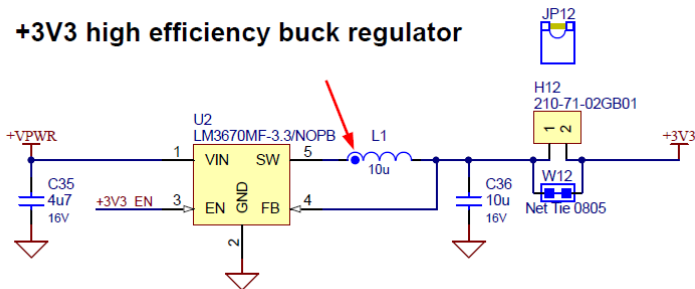 +3V3 high efficiency buck regulator
JP12
H12
210-71-02GB01
1 2
U2
LM3670MF-3.3/NOPB
L1
10u
+VPWR
+3V3
1 VIN SW 5
C35
4u7
16V
+3V3_EN
3 EN GND FB 4
2
C36
10u
16V
W12
Net Tie 0805